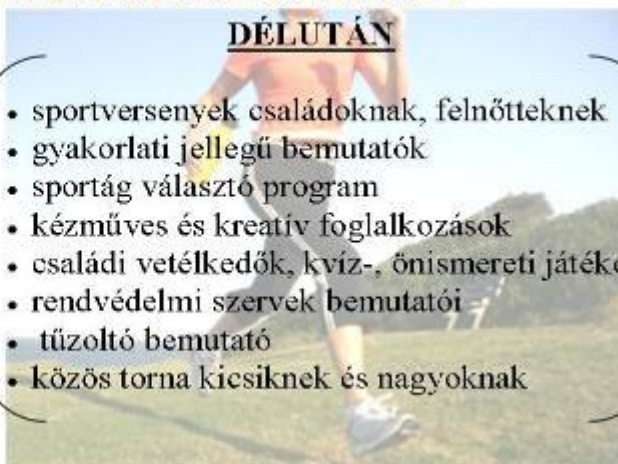 DÉLUTÁN
• sportversenyek családoknak, felnőtteknek
• gyakorlati jellegű bemutatók
• sportág választó program
• kézműves és kreatív foglalkozások
• családi vetélkedők, kvíz-, önismereti játéke
• rendvédelmi szervek bemutatói
• tűzoltó bemutató
• közös torna kicsiknek és nagyoknak